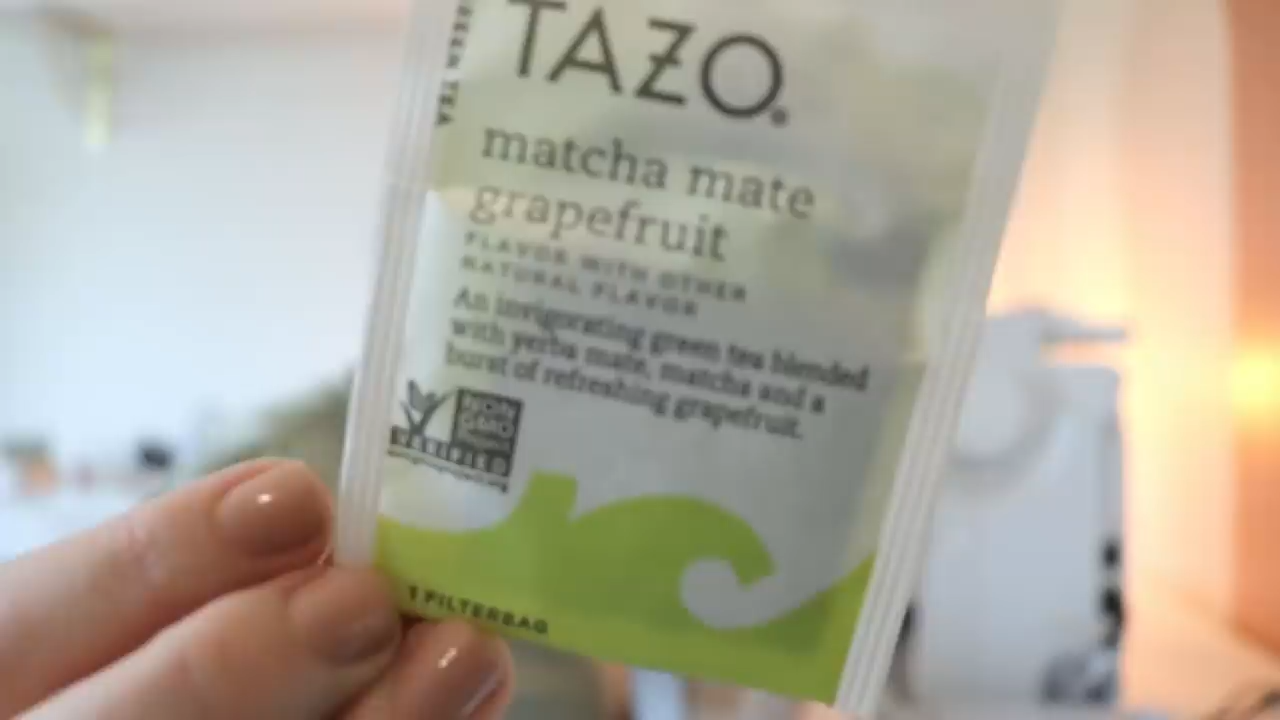 GREEN TEA
TAZO.
matcha mate
grapefruit
FLAVOR WITH OTHER
NATURAL FLAVOR
An invigorating green tea blended
with yerba mate, matcha and a
burst of refreshing grapefruit.
NON
GMO
VERIFIED
1 FILTERBAG